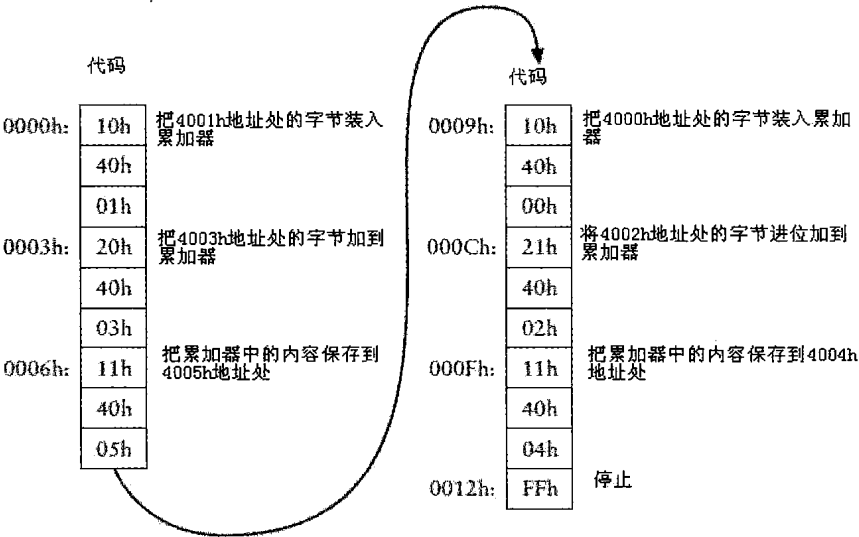 代码
0000h: 10h 把4001h地址处的字节装入
累加器
40h
01h
0003h: 20h 把4003h地址处的字节加到
累加器
40h
03h
0006h: 11h 把累加器中的内容保存到
4005h地址处
40h
05h
代码
0009h: 10h 把4000h地址处的字节装入累加
器
40h
00h
000Ch: 21h 将4002h地址处的字节进位加到
累加器
40h
02h
000Fh: 11h 把累加器中的内容保存到4004h
地址处
40h
04h
0012h: FFh 停止